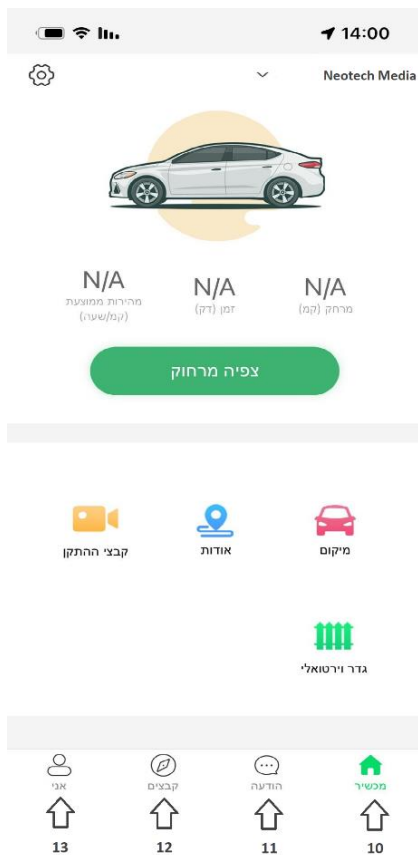 14:00
Neotech Media
N/A
מרחק (קמ)
N/A
זמן (דק)
N/A
מהירות ממוצעת
(קמ/שעה)
צפיה מרחוק
מיקום
אודות
קבצי ההתקן
גדר וירטואלי
מכשיר
הודעה
קבצים
אני
10
11
12
13